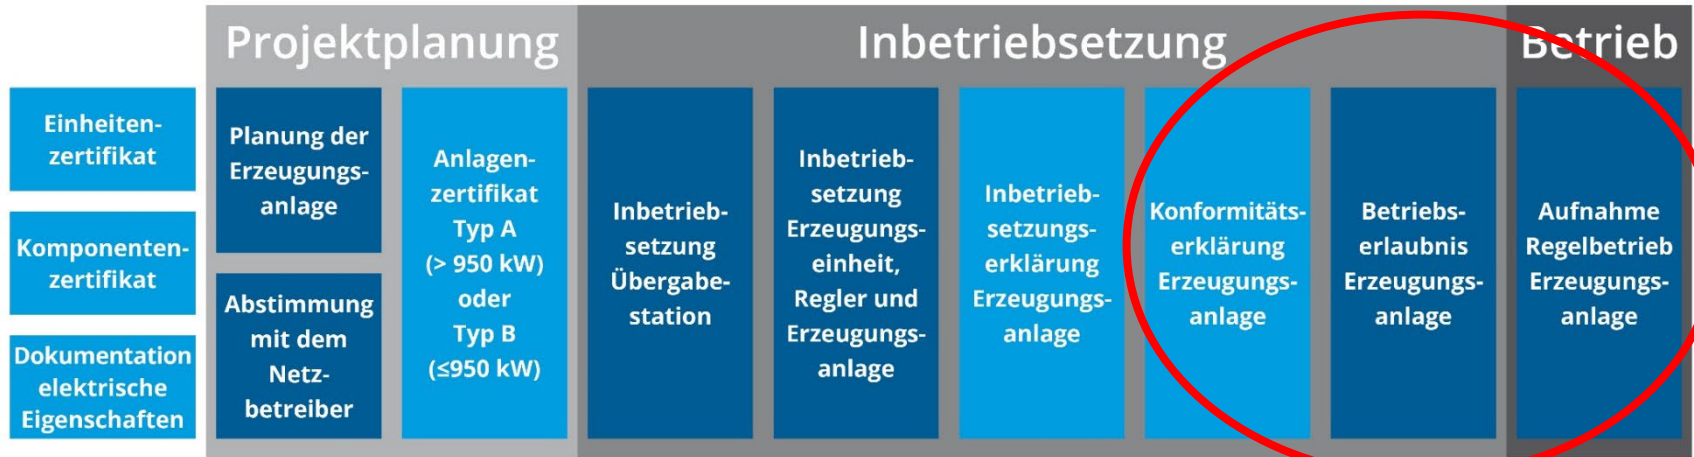 Projektplanung
Inbetriebsetzung
Betrieb
Einheiten-
zertifikat
Komponenten-
zertifikat
Dokumentation
elektrische
Eigenschaften
Planung der
Erzeugungs-
anlage
Abstimmung
mit dem
Netz-
betreiber
Anlagen-
zertifikat
Typ A
(> 950 kW)
oder
Typ B
(≤950 kW)
Inbetrieb-
setzung
Übergabe-
station
Inbetrieb-
setzung
Erzeugungs-
einheit,
Regler und
Erzeugungs-
anlage
Inbetrieb-
setzungs-
erklärung
Erzeugungs-
anlage
Konformitäts-
erklärung
Erzeugungs-
anlage
Betriebs-
erlaubnis
Erzeugungs-
anlage
Aufnahme
Regelbetrieb
Erzeugungs-
anlage